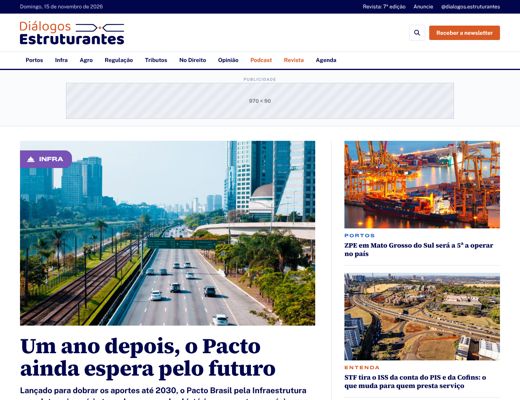 Domingo, 15 de novembro de 2026
Revista: 7ª edição Anuncie @dialogos.estruturantes
Diálogos
Estruturantes
Receber a newsletter
Portos Infra Agro Regulação Tributos No Direito Opinião Podcast Revista Agenda
PUBLICIDADE
970 × 90
INFRA
Um ano depois, o Pacto
ainda espera pelo futuro
Lançado para dobrar os aportes até 2030, o Pacto Brasil pela Infraestrutura
PORTOS
ZPE em Mato Grosso do Sul será a 5ª a operar
no país
ENTENDA
STF tira o ISS da conta do PIS e da Cofins: o
que muda para quem presta serviço